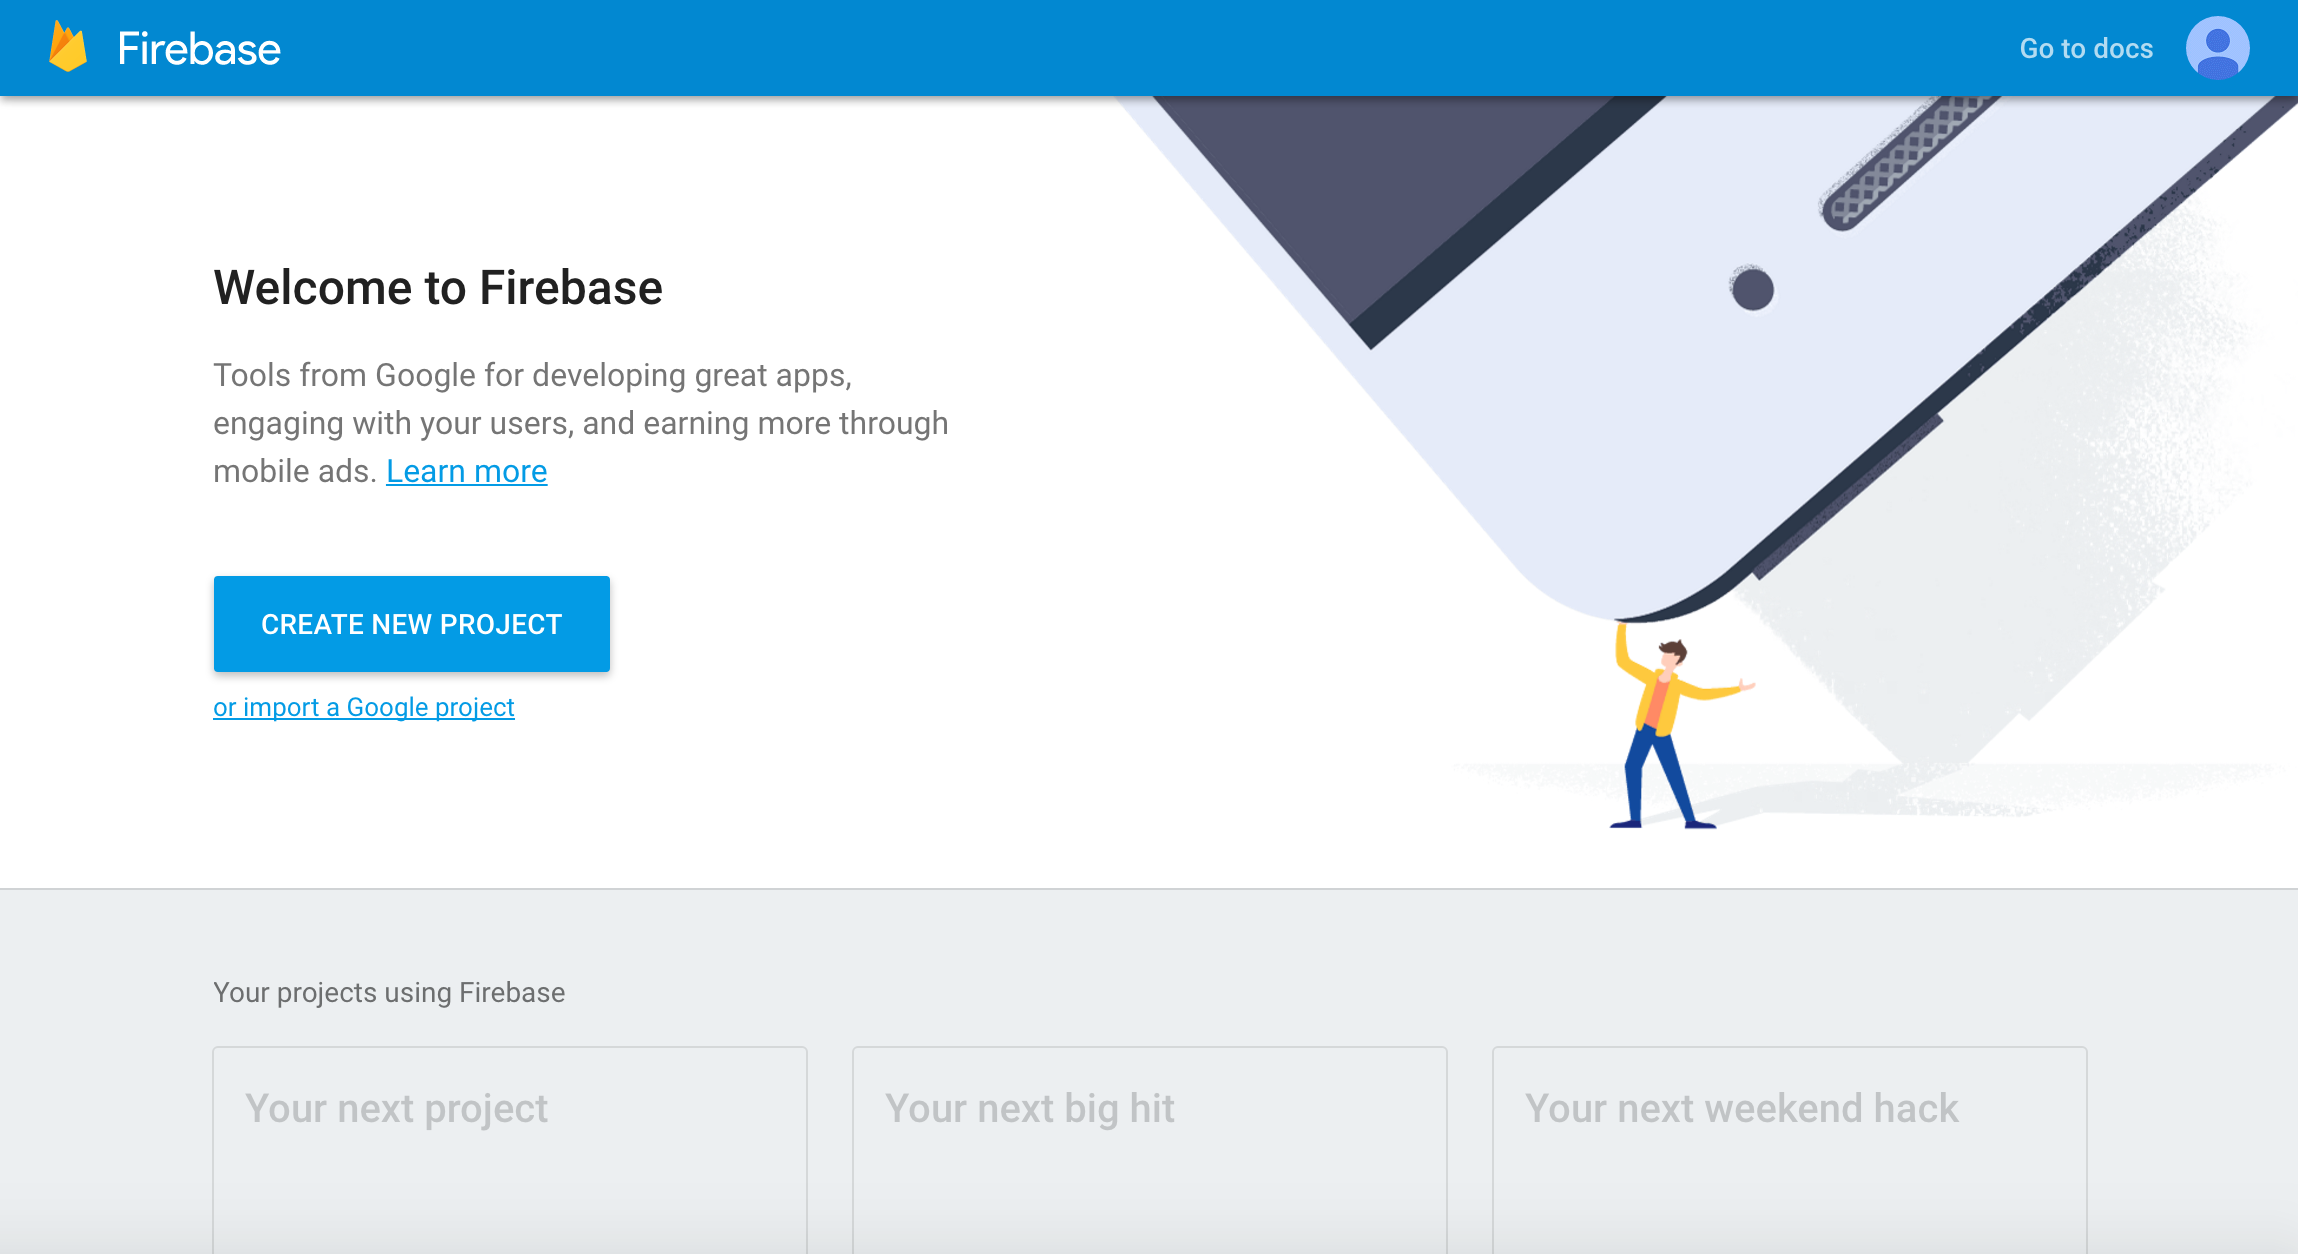 Firebase
Go to docs
Welcome to Firebase
Tools from Google for developing great apps,
engaging with your users, and earning more through
mobile ads. Learn more
CREATE NEW PROJECT
or import a Google project
Your projects using Firebase
Your next project
Your next big hit
Your next weekend hack